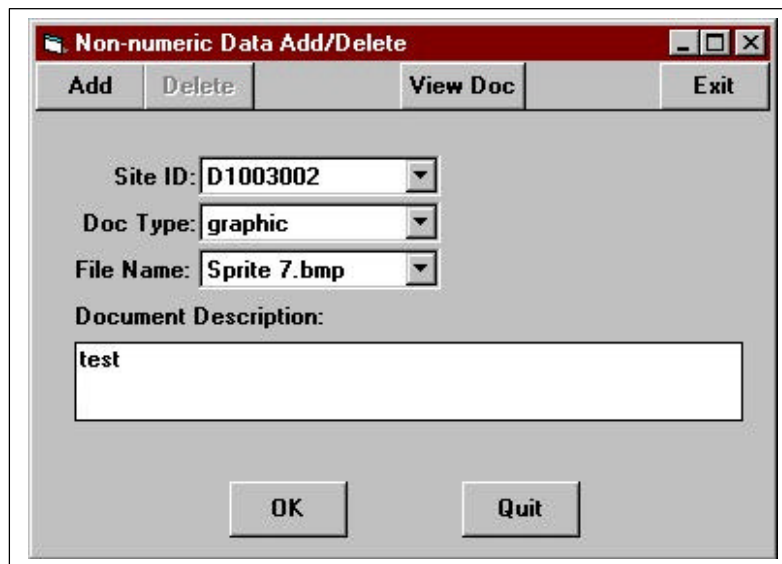 Non-numeric Data Add/Delete
Add Delete View Doc Exit
Site ID: D1003002
Doc Type: graphic
File Name: Sprite 7.bmp
Document Description:
test
OK Quit